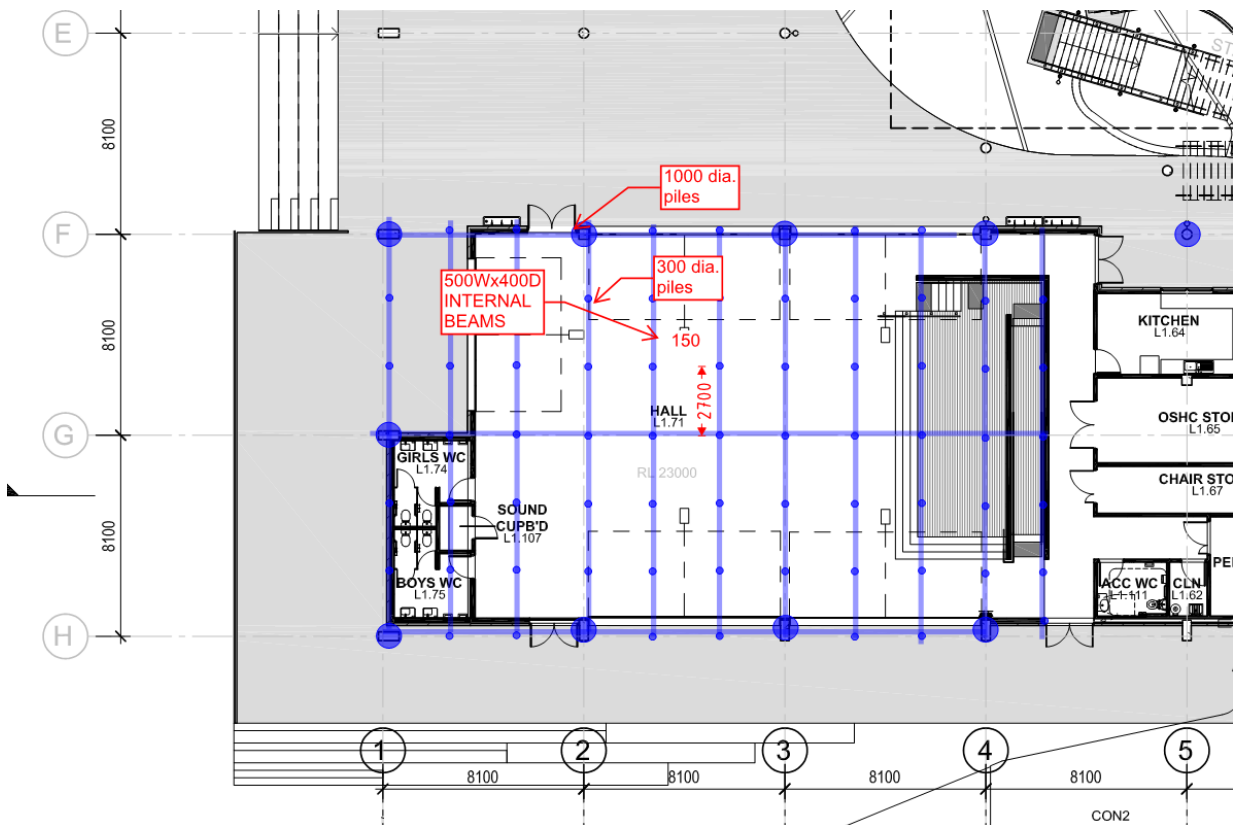 E
ST
8100
1000 dia.
piles
F
500Wx400D
INTERNAL
BEAMS
300 dia.
piles
8100
150
KITCHEN
L1.64
2700
HALL
L1.71
OSHC STO
L1.65
G
GIRLS WC
L1.74
RL 23000
CHAIR STO
L1.67
SOUND
CUPB'D
L1.107
8100
BOYS WC
L1.75
PE
ACC WC
L1.111
CLN
L1.62
H
1
2
3
4
5
8100
8100
8100
8100
CON2